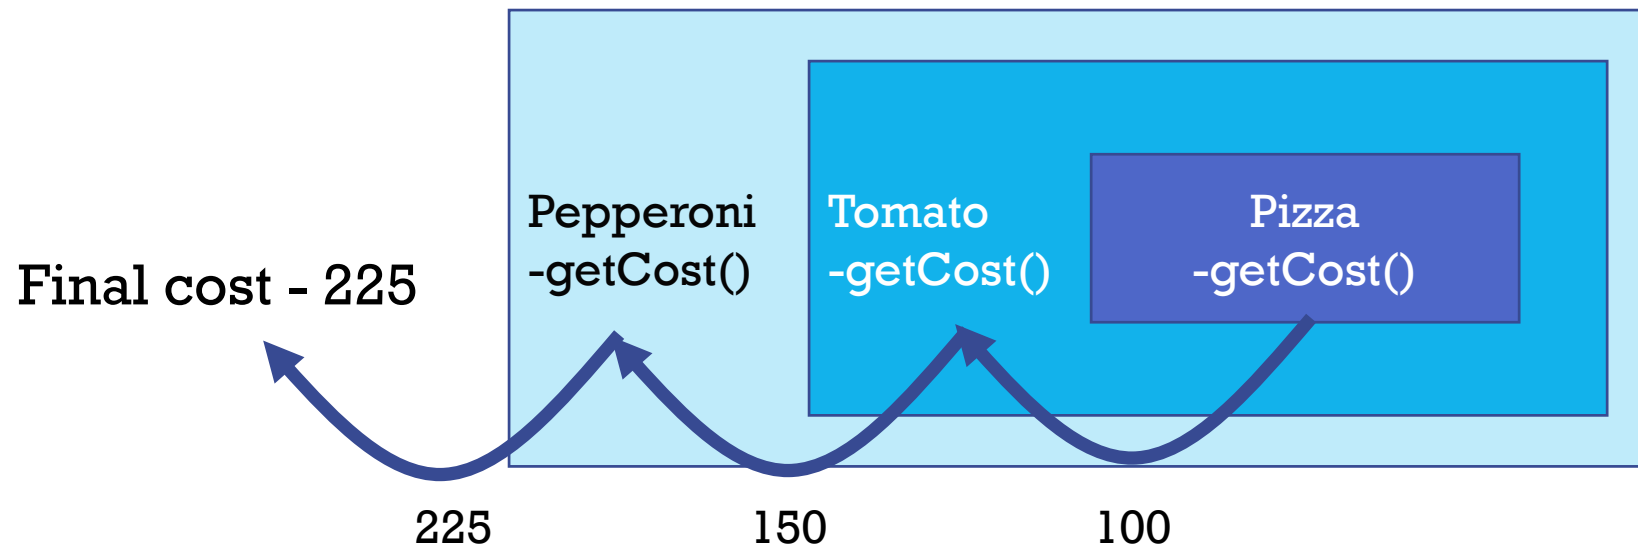 Final cost - 225
Pepperoni
-getCost()
Tomato
-getCost()
Pizza
-getCost()
225
150
100